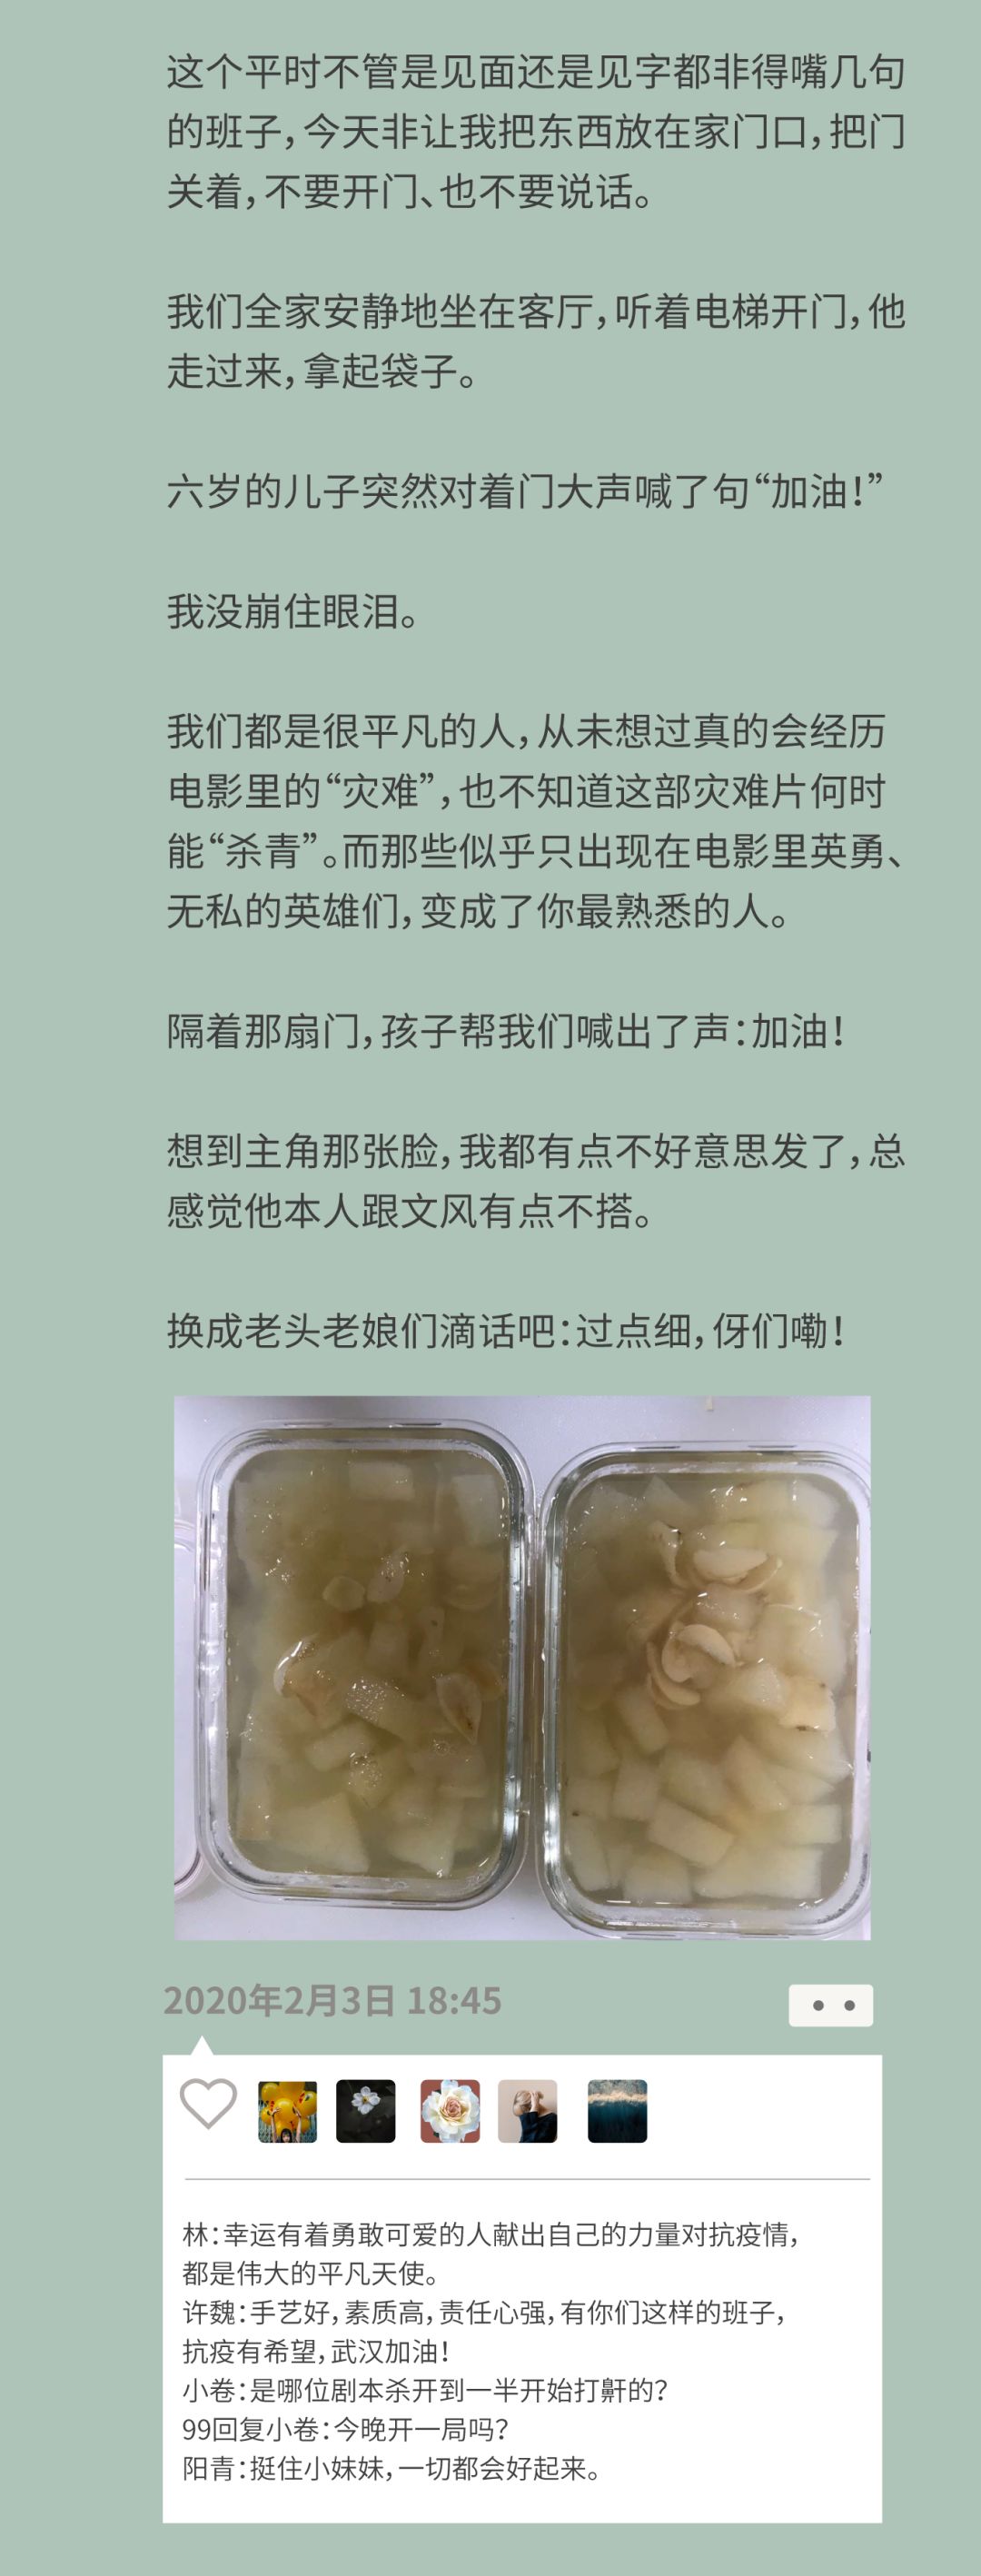 这个平时不管是见面还是见字都非得嘴几句
的班子，今天非让我把东西放在家门口，把门
关着，不要开门、也不要说话。
我们全家安静地坐在客厅，听着电梯开门，他
走过来，拿起袋子。
六岁的儿子突然对着门大声喊了句“加油！”
我没崩住眼泪。
我们都是很平凡的人，从未想过真的会经历
电影里的“灾难”，也不知道这部灾难片何时
能“杀青”。而那些似乎只出现在电影里英勇、
无私的英雄们，变成了你最熟悉的人。
隔着那扇门，孩子帮我们喊出了声：加油！
想到主角那张脸，我都有点不好意思发了，总
感觉他本人跟文风有点不搭。
换成老头老娘们滴话吧：过点细，伢们嘞！
2020年2月3日 18:45
林：幸运有着勇敢可爱的人献出自己的力量对抗疫情，
都是伟大的平凡天使。
许魏：手艺好，素质高，责任心强，有你们这样的班子，
抗疫有希望，武汉加油！
小卷：是哪位剧本杀开到一半开始打鼾的？
99回复小卷：今晚开一局吗？
阳青：挺住小妹妹，一切都会好起来。